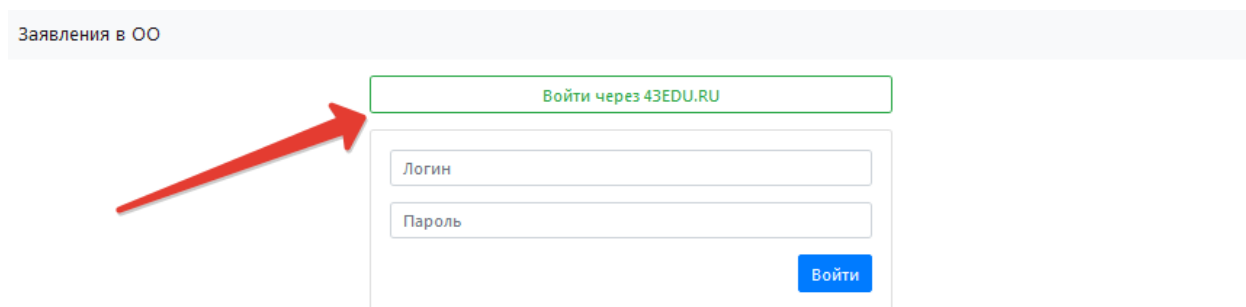 Заявления в ОО
Войти через 43EDU.RU
Логин
Пароль
Войти